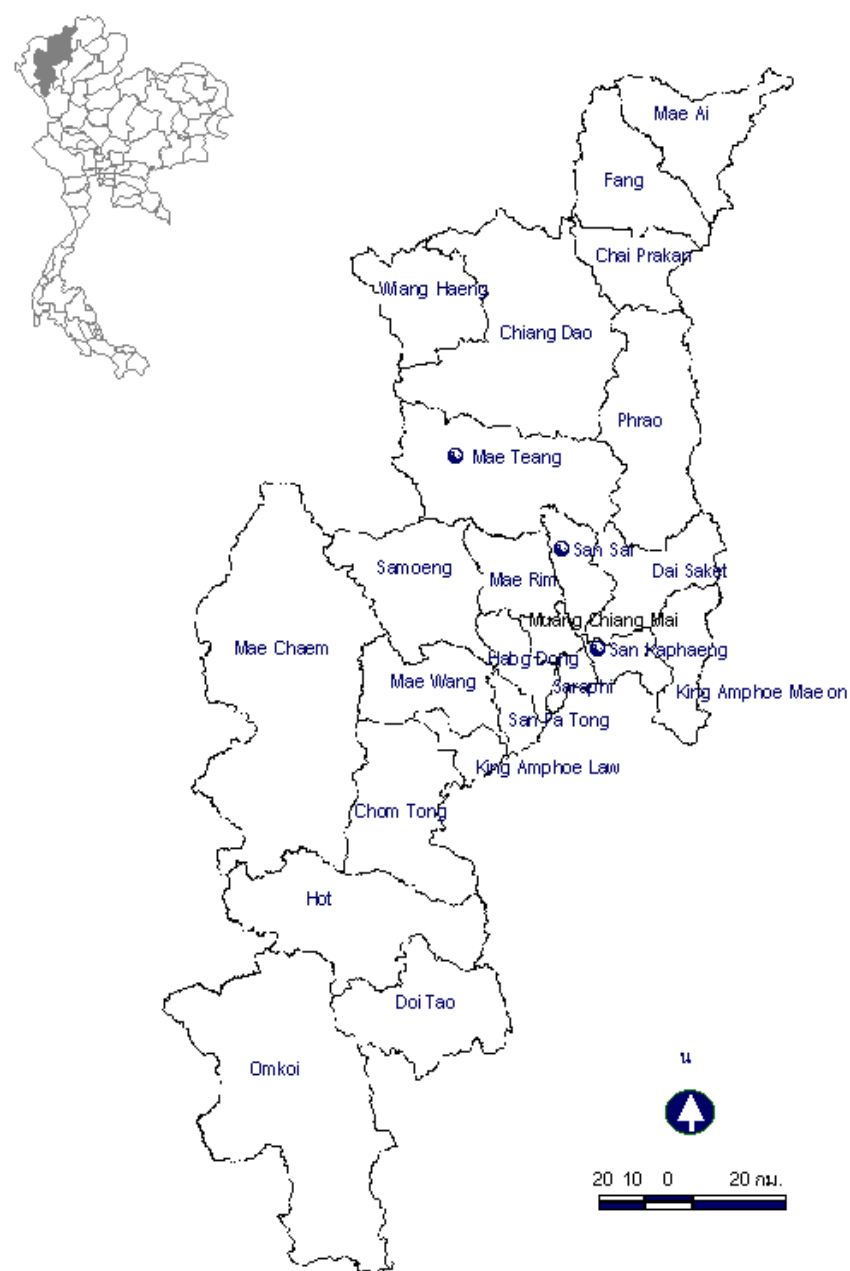 Mae Ai
Fang
Chai Prakan
Wiang Haeng
Chiang Dao
Phrao
Mae Teang
San Sai
Samoeng
Mae Rim
Dai Saket
Muang Chiang Mai
Mae Chaem
Habg Dong
San Kaphaeng
Mae Wang
Saraphi
King Amphoe Mae on
San Pa Tong
King Amphoe Law
Chom Tong
Hot
Doi Tao
Omkoi
น
20 10 0 20 กม.